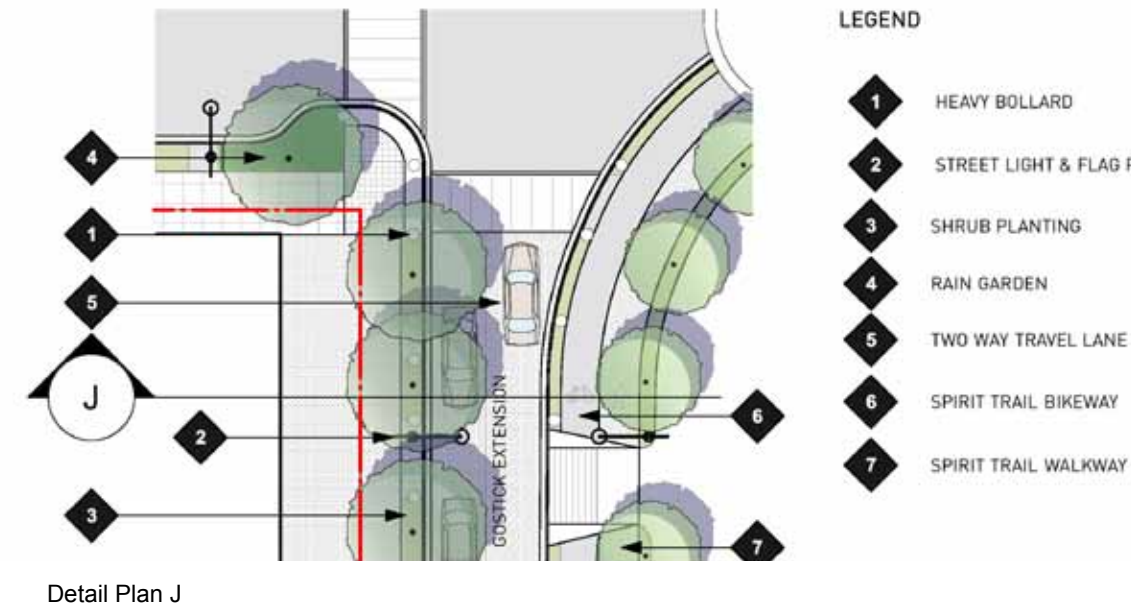 LEGEND
1 HEAVY BOLLARD
2 STREET LIGHT & FLAG
3 SHRUB PLANTING
4 RAIN GARDEN
5 TWO WAY TRAVEL LANE
6 SPIRIT TRAIL BIKEWAY
7 SPIRIT TRAIL WALKWAY
4
1
5
J
2
3
6
7
GOSTICK EXTENSION
Detail Plan J